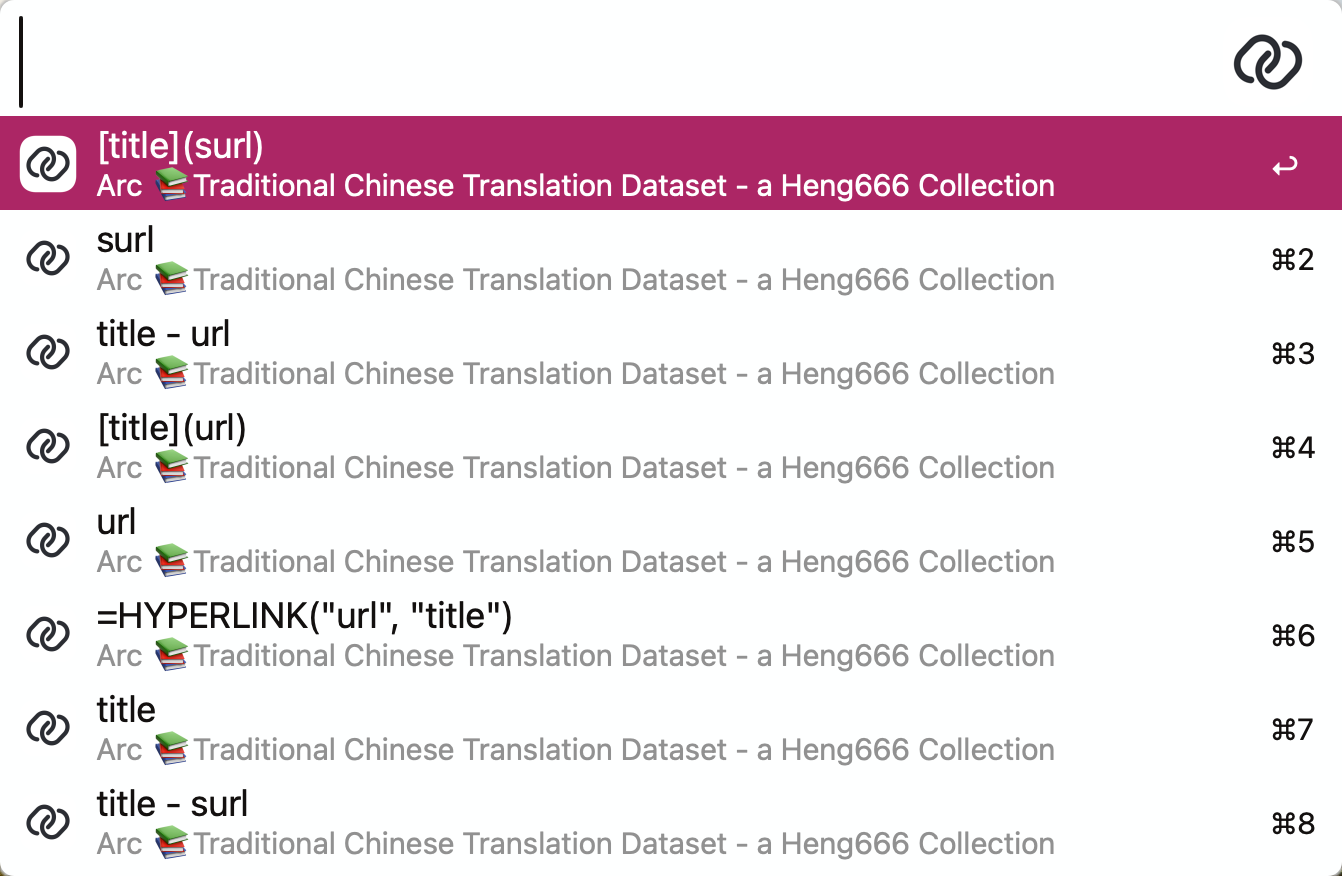 [title](surl)
Arc 📚Traditional Chinese Translation Dataset - a Heng666 Collection
↩
surl
Arc 📚Traditional Chinese Translation Dataset - a Heng666 Collection
⌘2
title - url
Arc 📚Traditional Chinese Translation Dataset - a Heng666 Collection
⌘3
[title](url)
Arc 📚Traditional Chinese Translation Dataset - a Heng666 Collection
⌘4
url
Arc 📚Traditional Chinese Translation Dataset - a Heng666 Collection
⌘5
=HYPERLINK("url", "title")
Arc 📚Traditional Chinese Translation Dataset - a Heng666 Collection
⌘6
title
Arc 📚Traditional Chinese Translation Dataset - a Heng666 Collection
⌘7
title - surl
Arc 📚Traditional Chinese Translation Dataset - a Heng666 Collection
⌘8